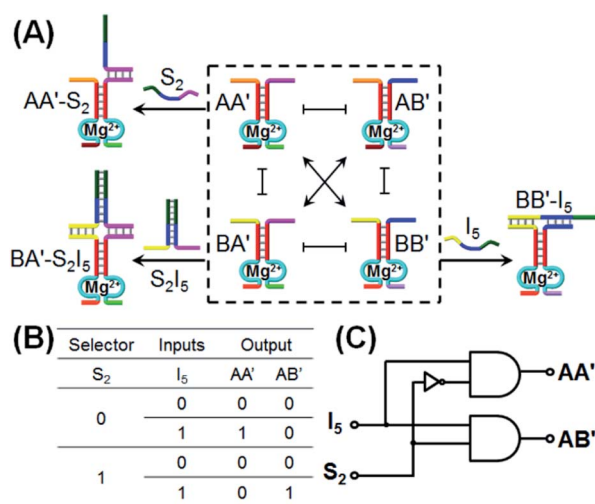 (A)
S₂
AA'-S₂
Mg²⁺
AA'
Mg²⁺
AB'
Mg²⁺
BA'-S₂I₅
Mg²⁺
S₂I₅
BA'
Mg²⁺
BB'
Mg²⁺
I₅
BB'-I₅
Mg²⁺
(B)
Selector Inputs Output
S₂ I₅ AA' AB'
0 0 0 0
1 1 0
1 0 0 0
1 0 1
(C)
I₅
S₂
AA'
AB'